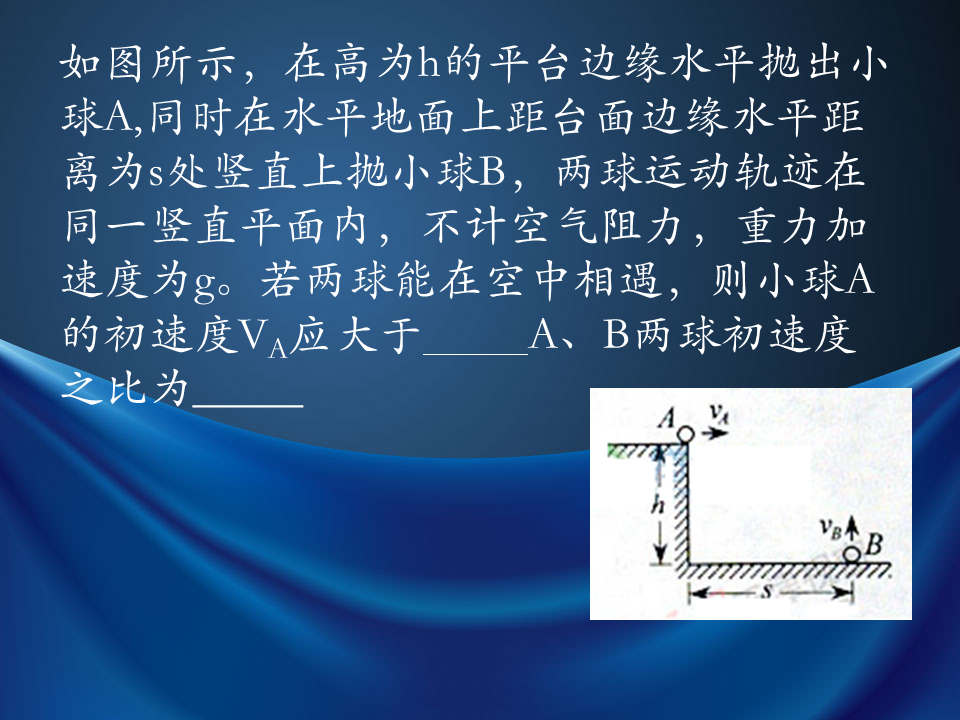 如图所示，在高为h的平台边缘水平抛出小
球A,同时在水平地面上距台面边缘水平距
离为s处竖直上抛小球B，两球运动轨迹在
同一竖直平面内，不计空气阻力，重力加
速度为g。若两球能在空中相遇，则小球A
的初速度VA应大于_____A、B两球初速度
之比为_____
A vA
h
vB B
s